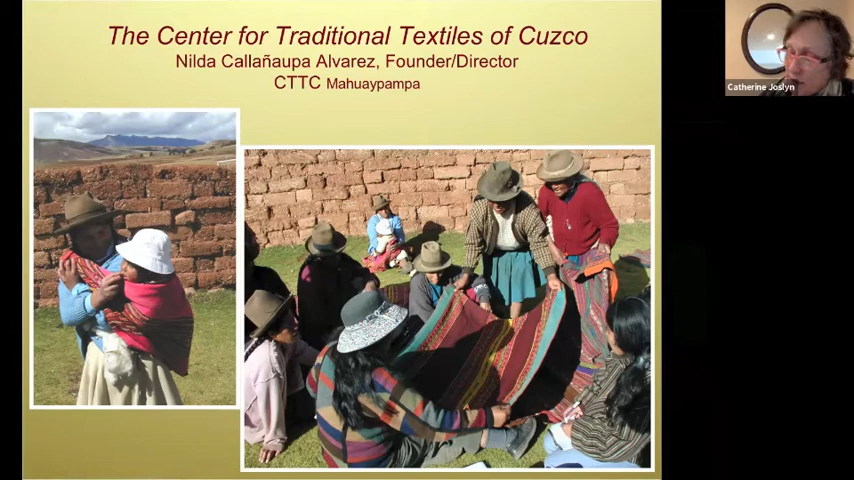 The Center for Traditional Textiles of Cuzco
Nilda Callañaupa Alvarez, Founder/Director
CTTC Mahuaypampa
Catherine Joslyn